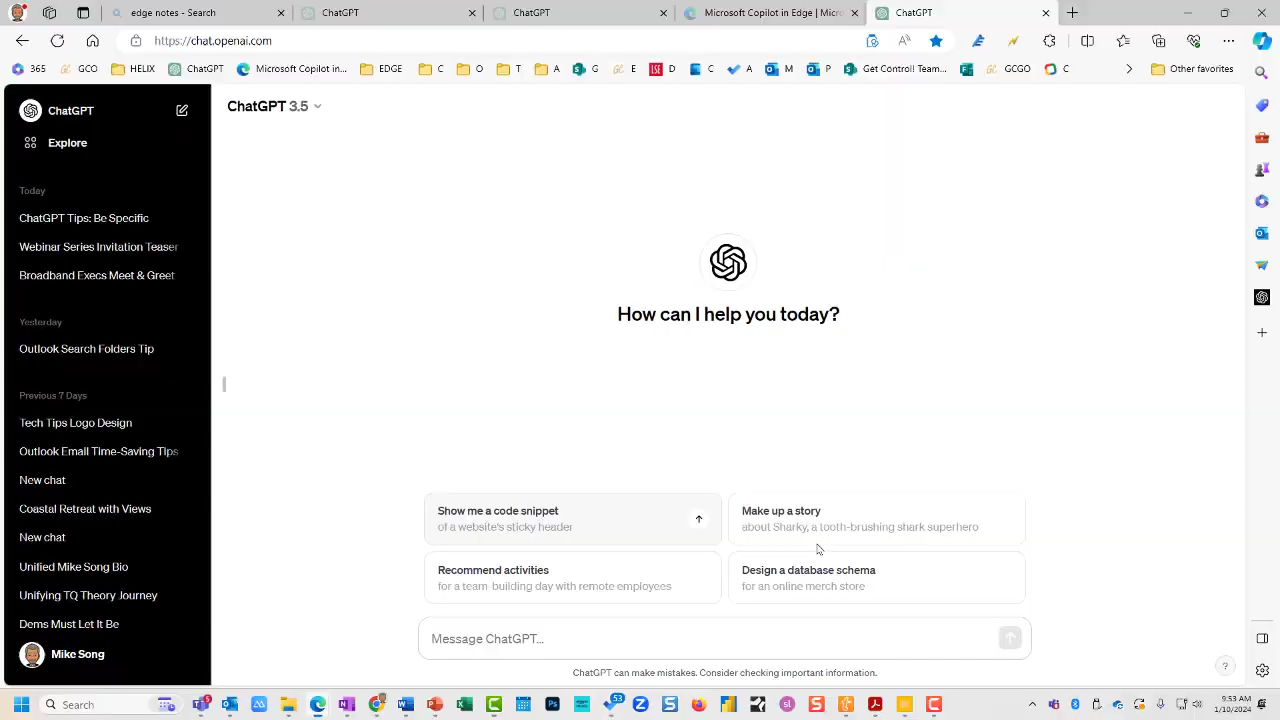 edge notes - Search
ChatGPT
ChatGPT
Microsoft Copilot in Edge | Micr
ChatGPT
https://chat.openai.com
365
GCO
HELIX
ChatGPT
Microsoft Copilot in...
EDGE
C
O
T
A
G
E
D
C
A
M
P
Get Control! Team...
GCGO
C
Other favorites
ChatGPT
Explore
Today
ChatGPT Tips: Be Specific
Webinar Series Invitation Teaser
Broadband Execs Meet & Greet
Yesterday
Outlook Search Folders Tip
Previous 7 Days
Tech Tips Logo Design
Outlook Email Time-Saving Tips
New chat
Coastal Retreat with Views
New chat
Unified Mike Song Bio
Unifying TQ Theory Journey
Dems Must Let It Be
Mike Song
ChatGPT 3.5
How can I help you today?
Show me a code snippet
of a website's sticky header
Make up a story
about Sharky, a tooth-brushing shark superhero
Recommend activities
for a team-building day with remote employees
Design a database schema
for an online merch store
Message ChatGPT...
ChatGPT can make mistakes. Consider checking important information.
?
Search
5
53
1/10/2024